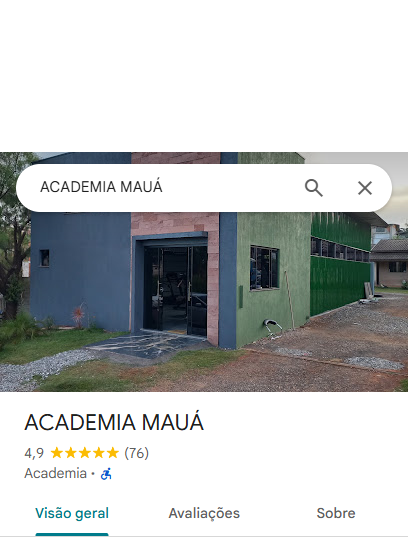 ACADEMIA MAUÁ
ACADEMIA MAUÁ
4,9 (76)
Academia ·
Visão geral Avaliações Sobre